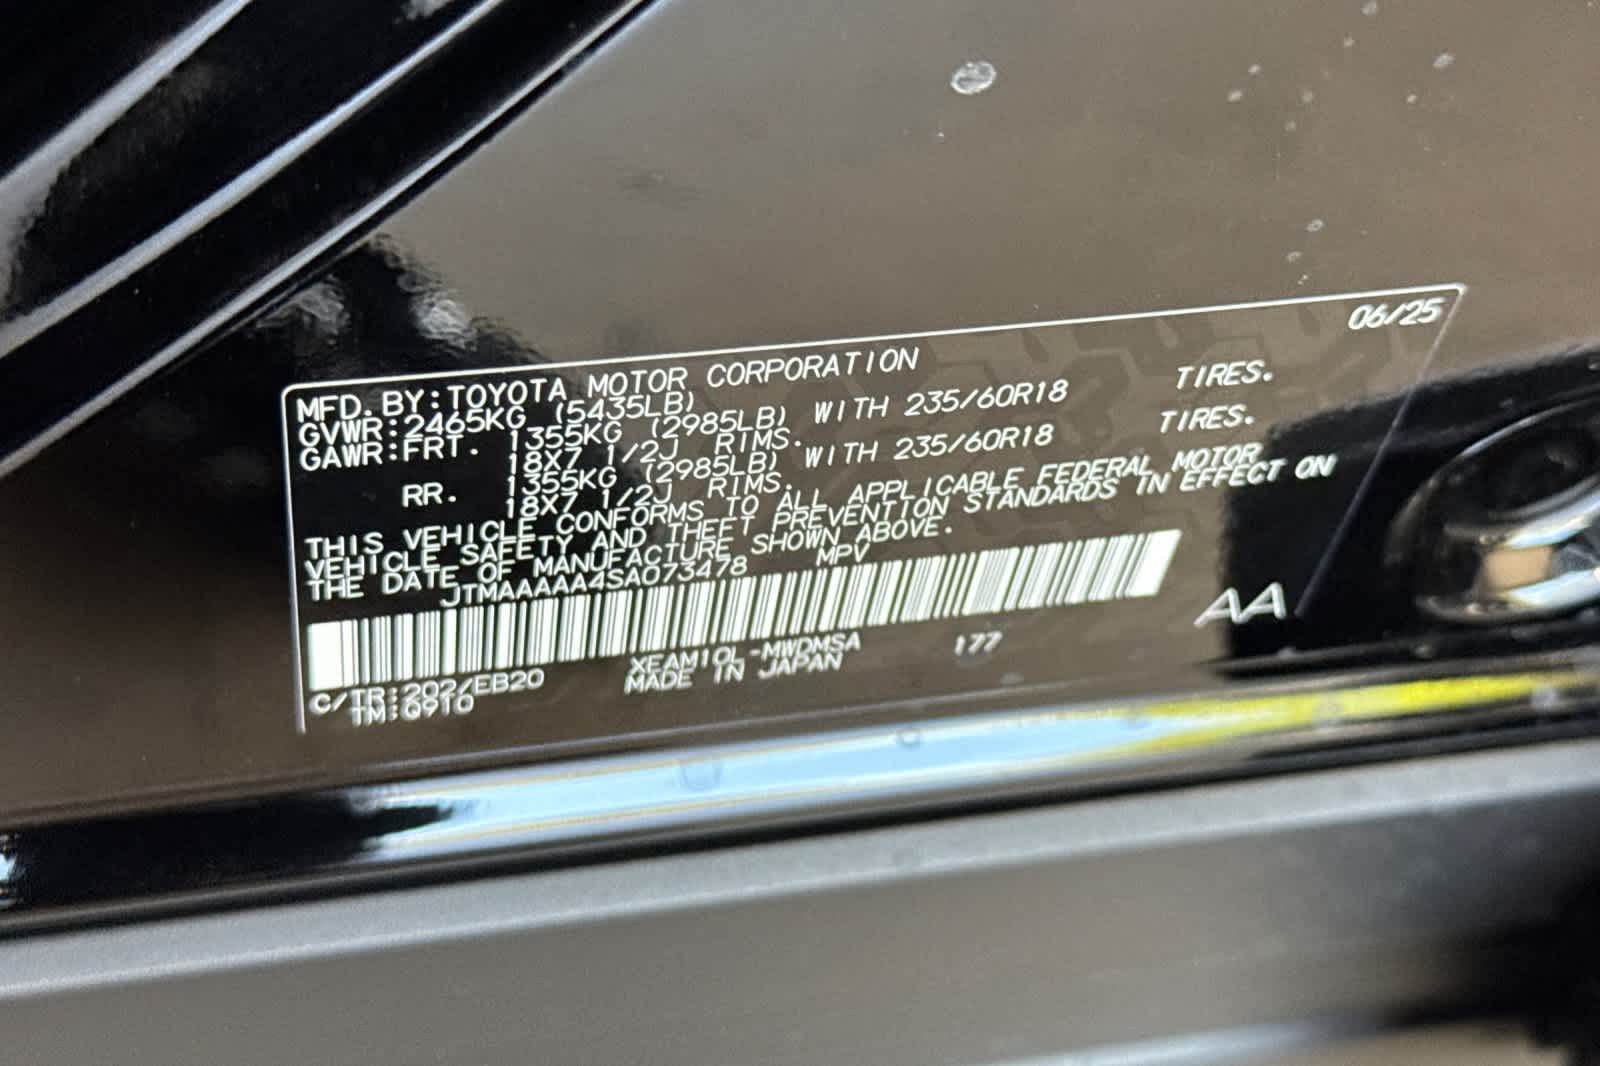 06/25
MFD. BY: TOYOTA MOTOR CORPORATION
GVWR: 2465KG (5435LB)
GAWR: FRT. 1355KG (2985LB) WITH 235/60R18 TIRES.
18X7 1/2J RIMS.
RR. 1355KG (2985LB) WITH 235/60R18 TIRES.
18X7 1/2J RIMS.
THIS VEHICLE CONFORMS TO ALL APPLICABLE FEDERAL MOTOR
VEHICLE SAFETY AND THEFT PREVENTION STANDARDS IN EFFECT ON
THE DATE OF MANUFACTURE SHOWN ABOVE.
JTMAAAAA4SA073478 MPV
AA
C/TR: 202/EB20 XEAM10L-MWDMSA 177
TM: Q910 MADE IN JAPAN